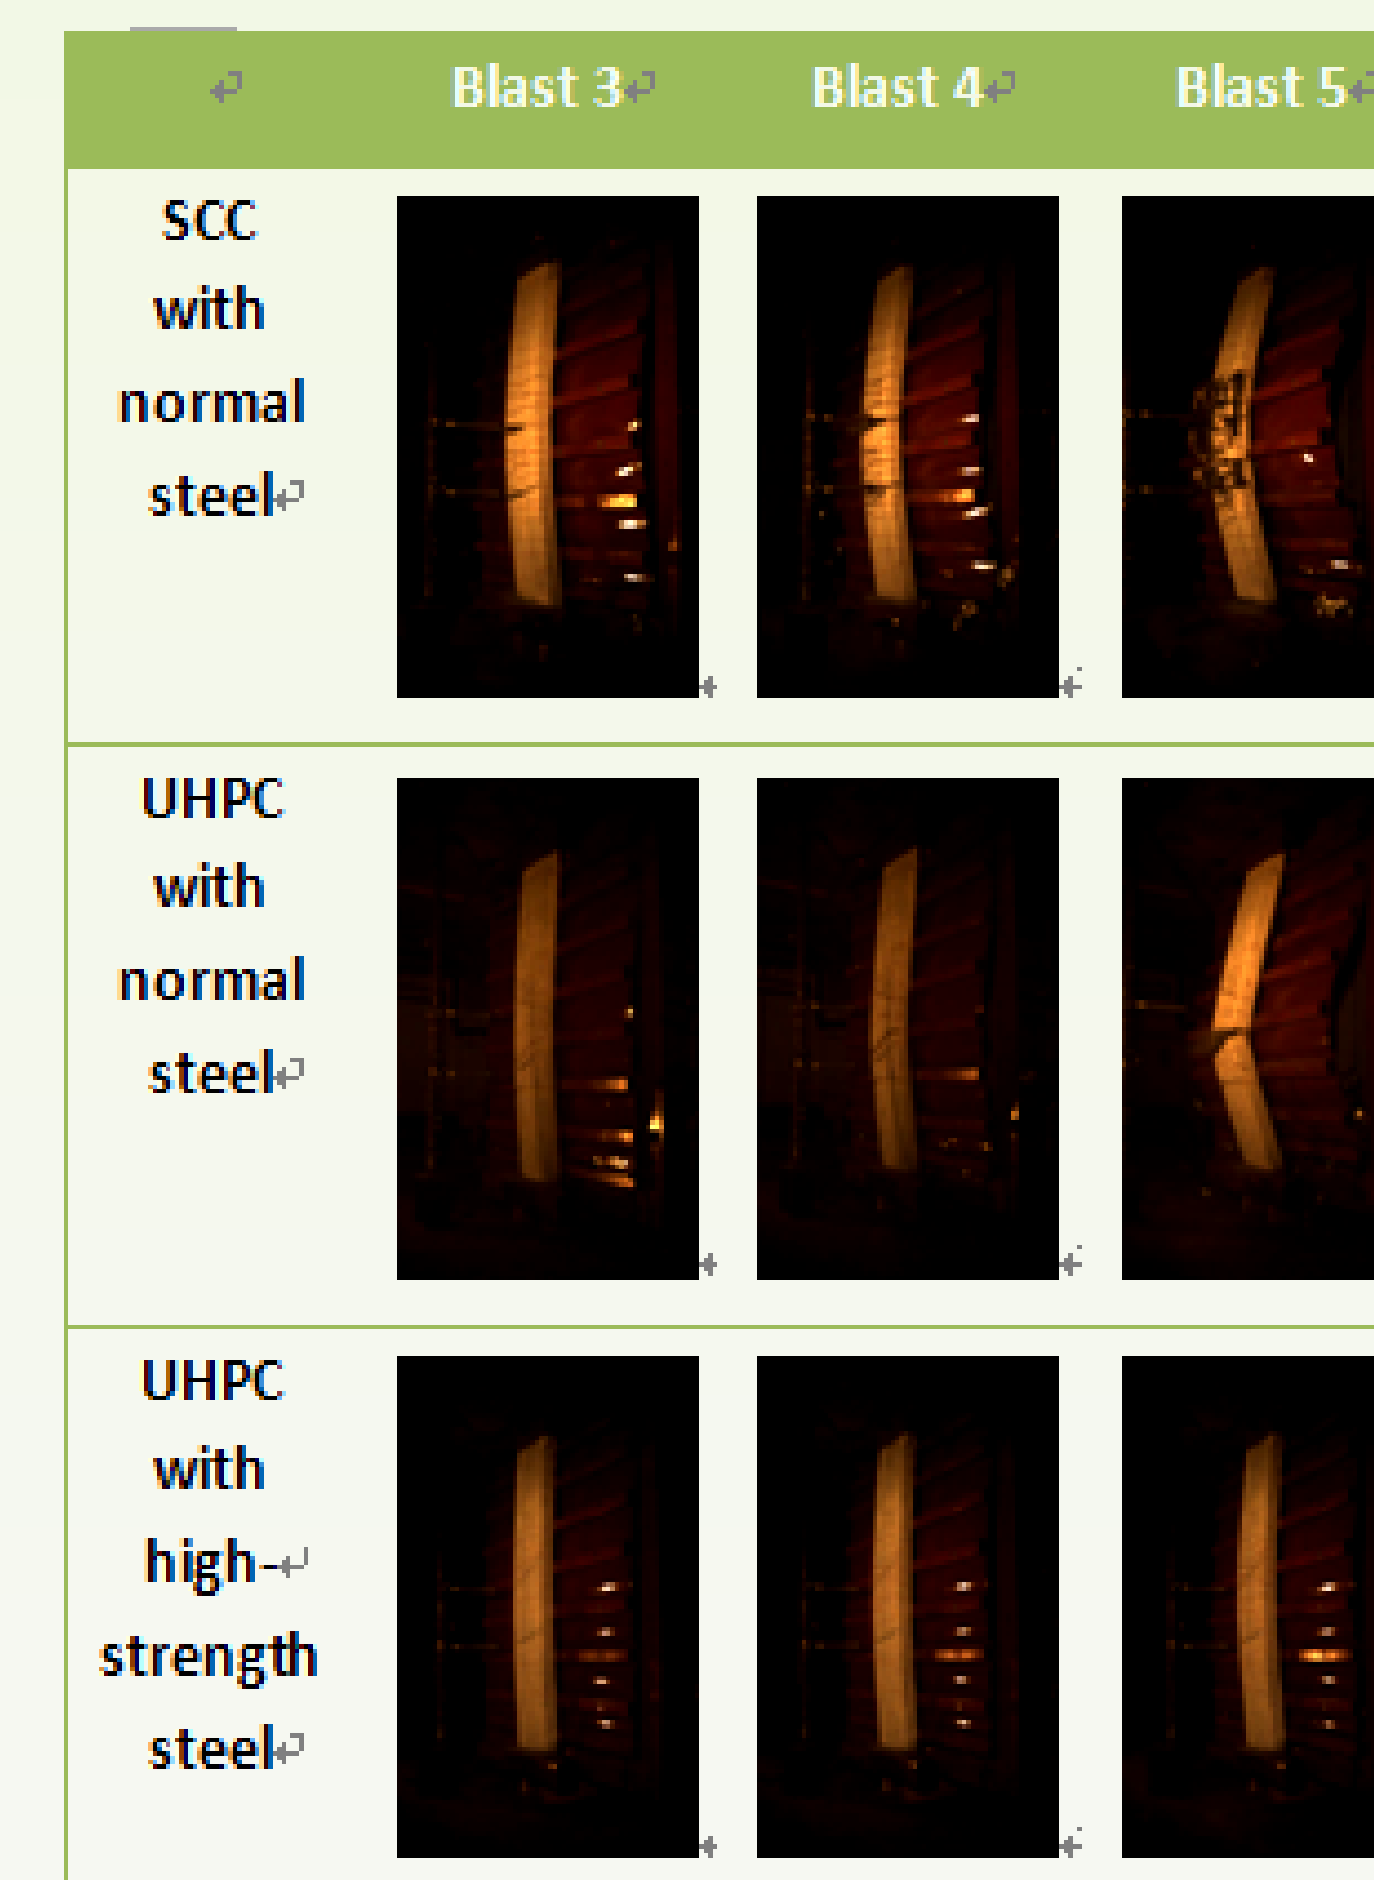 Blast 3 Blast 4 Blast 5
SCC
with
normal
steel
UHPC
with
normal
steel
UHPC
with
high-
strength
steel